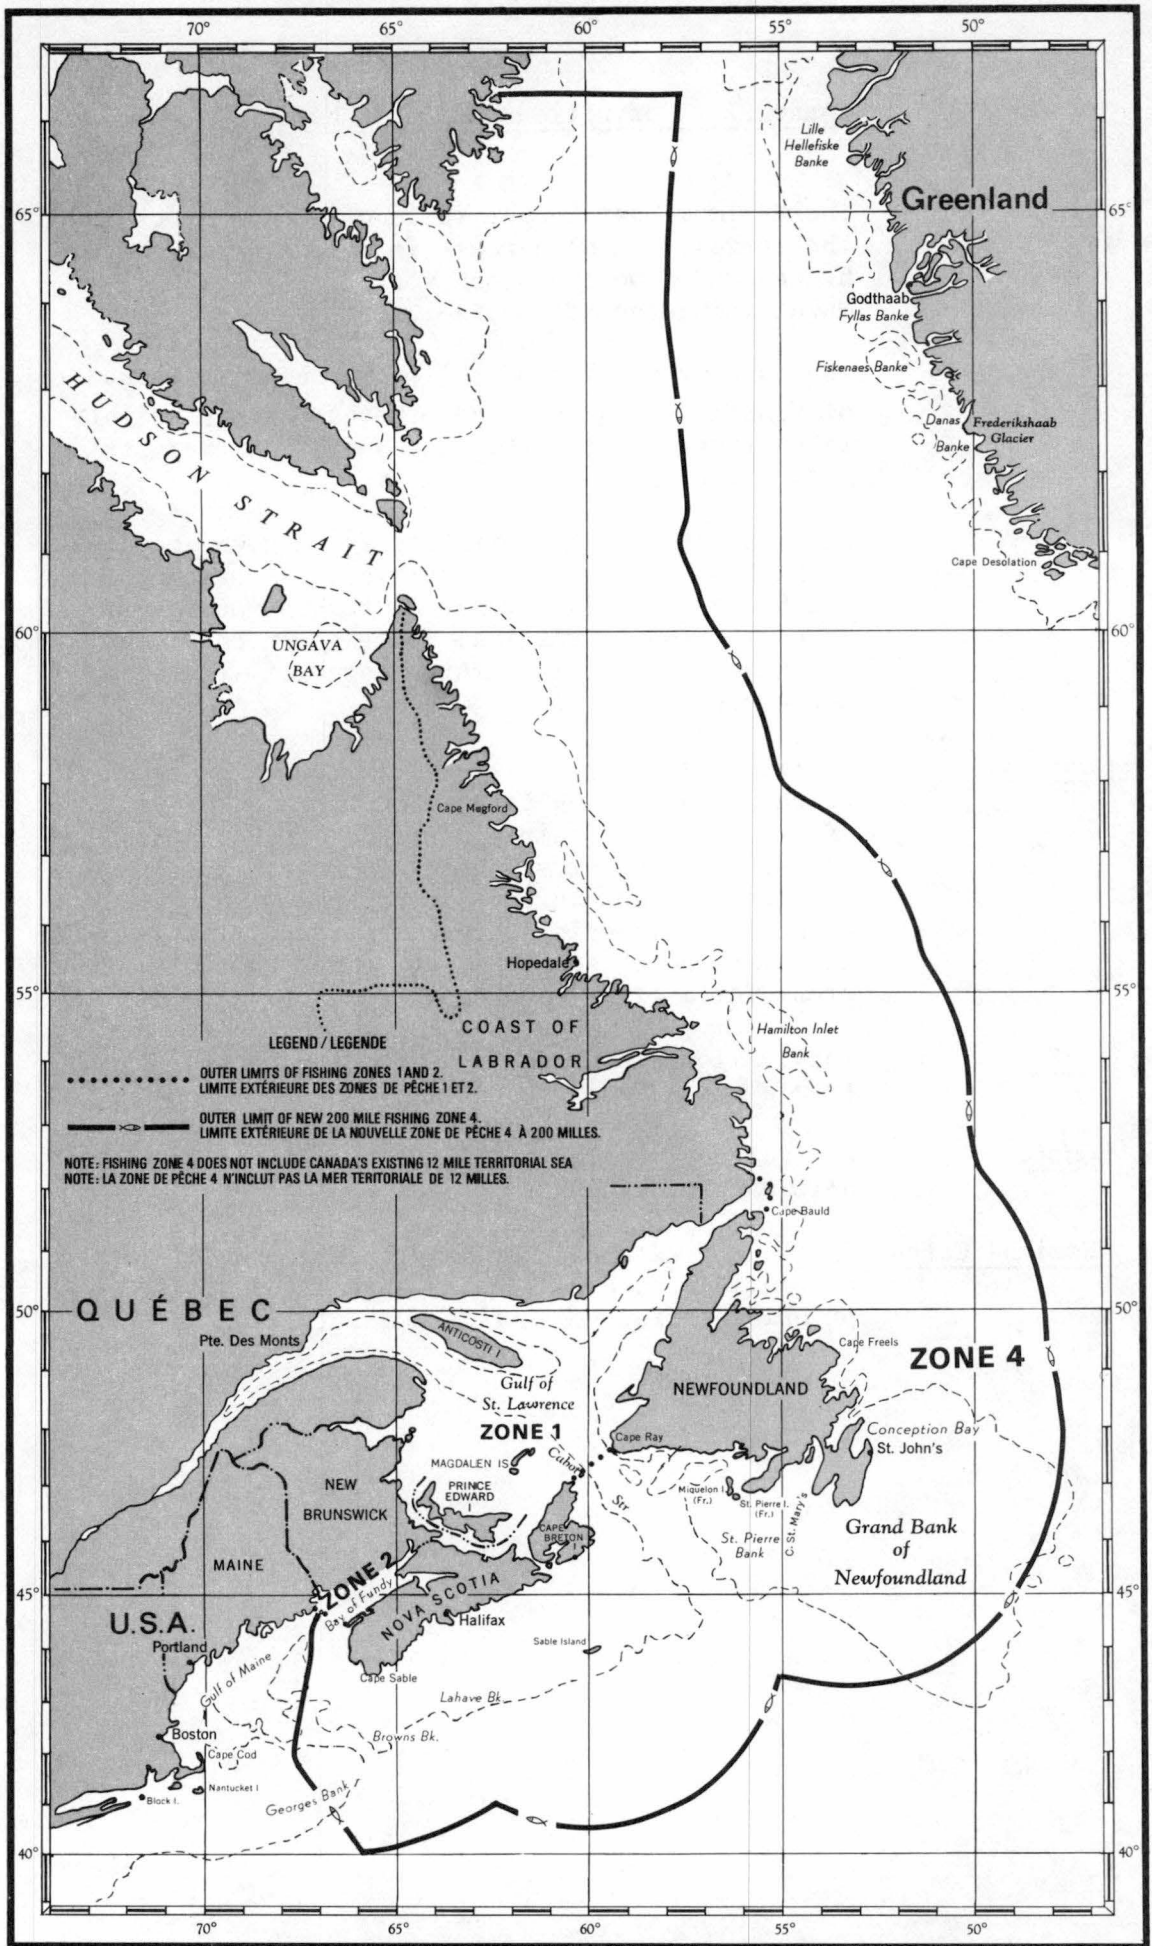 70° 65° 60° 55° 50°
Lille
Hellefiske
Banke
Greenland
65° 65°
Godthaab
Fyllas Banke
Fiskenaes Banke
Danas
Banke
Frederikshaab
Glacier
HUDSON STRAIT
Cape Desolation
60° 60°
UNGAVA
BAY
Cape Mugford
Hopedale
55° 55°
COAST OF
LABRADOR
Hamilton Inlet
Bank
LEGEND / LEGENDE
OUTER LIMITS OF FISHING ZONES 1 AND 2.
LIMITE EXTÉRIEURE DES ZONES DE PÊCHE 1 ET 2.
OUTER LIMIT OF NEW 200 MILE FISHING ZONE 4.
LIMITE EXTÉRIEURE DE LA NOUVELLE ZONE DE PÊCHE 4 À 200 MILLES.
NOTE: FISHING ZONE 4 DOES NOT INCLUDE CANADA'S EXISTING 12 MILE TERRITORIAL SEA
NOTE: LA ZONE DE PÊCHE 4 N'INCLUT PAS LA MER TERITORIALE DE 12 MILLES.
Cape Bauld
50° 50°
QUÉBEC
Pte. Des Monts
ANTICOSTI I
Cape Freels
ZONE 4
Gulf of
St. Lawrence
NEWFOUNDLAND
ZONE 1
Conception Bay
St. John's
Cape Ray
MAGDALEN IS
Cabot
Str
NEW
BRUNSWICK
PRINCE
EDWARD
I
Miquelon I.
(Fr.)
St. Pierre I.
(Fr.)
C. St. Mary's
CAPE
BRETON
I
St. Pierre
Bank
Grand Bank
of
Newfoundland
MAINE
ZONE 2
Bay of Fundy
NOVA SCOTIA
45° 45°
U.S.A.
Portland
Halifax
Sable Island
Gulf of Maine
Cape Sable
Lahave Bk.
Browns Bk.
Boston
Cape Cod
Nantucket I
Block I.
Georges Bank
40° 40°
70° 65° 60° 55° 50°